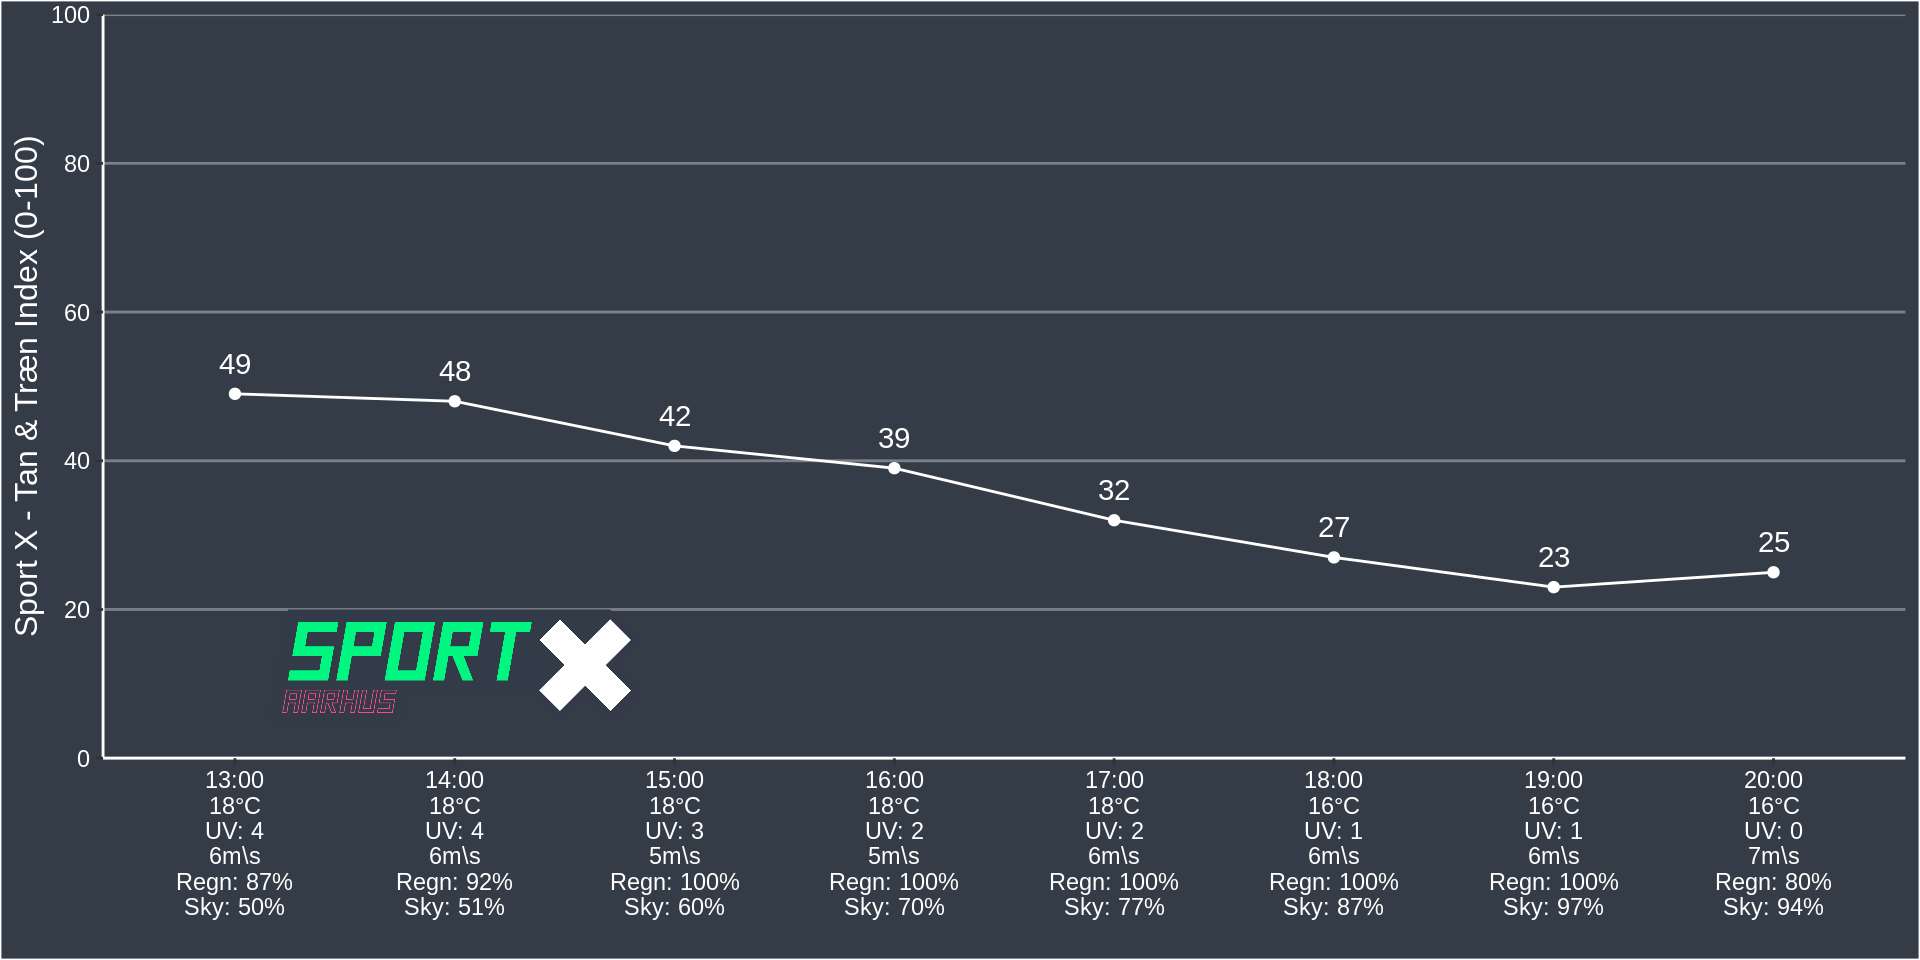 Sport X - Tan & Træn Index (0-100)
100
80
60
40
20
0
49
48
42
39
32
27
23
25
SPORT X
AARHUS
13:00 14:00 15:00 16:00 17:00 18:00 19:00 20:00
18°C 18°C 18°C 18°C 18°C 16°C 16°C 16°C
UV: 4 UV: 4 UV: 3 UV: 2 UV: 2 UV: 1 UV: 1 UV: 0
6m\s 6m\s 5m\s 5m\s 6m\s 6m\s 6m\s 7m\s
Regn: 87% Regn: 92% Regn: 100% Regn: 100% Regn: 100% Regn: 100% Regn: 100% Regn: 80%
Sky: 50% Sky: 51% Sky: 60% Sky: 70% Sky: 77% Sky: 87% Sky: 97% Sky: 94%